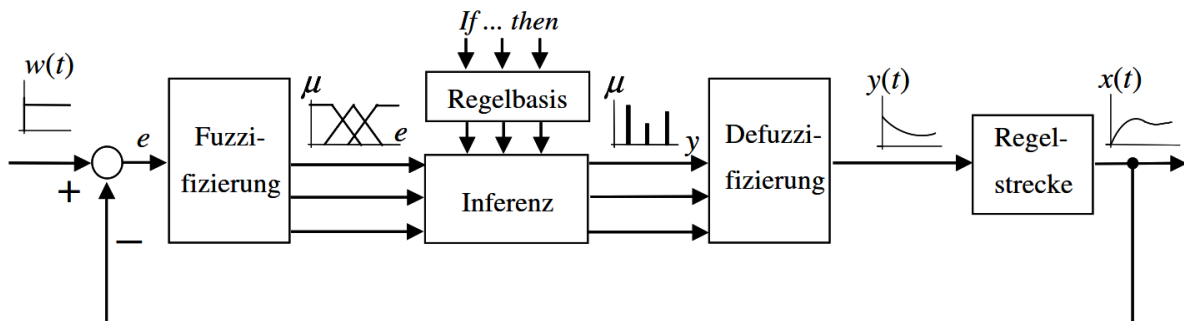 If ... then
w(t)
y(t)
x(t)
μ
Regelbasis
μ
e
Fuzzi-
fizierung
e
Inferenz
y
Defuzzi-
fizierung
Regel-
strecke
+
−